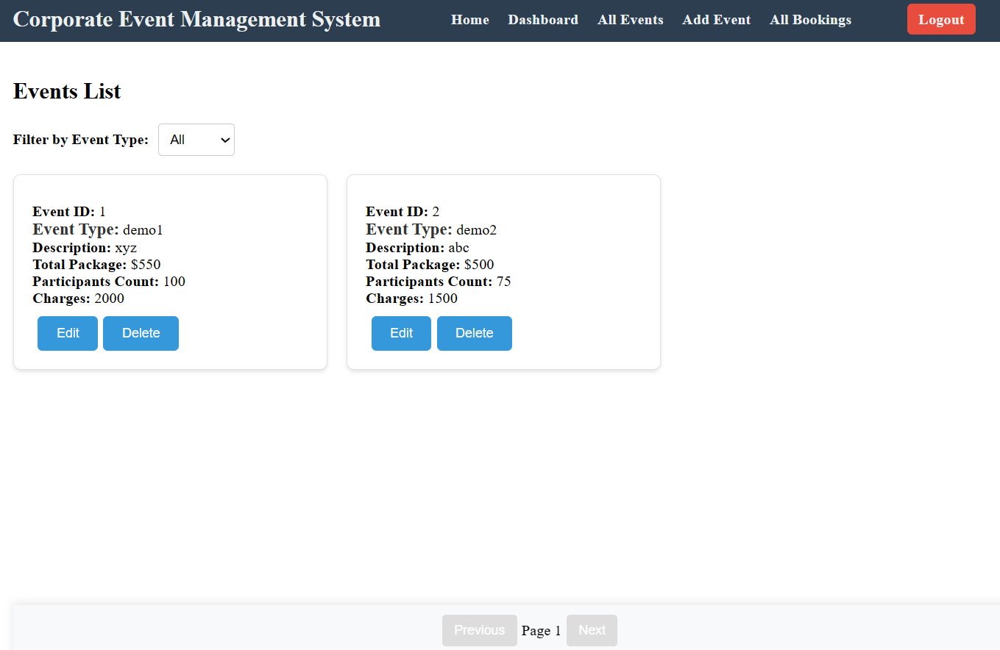 Corporate Event Management System Home Dashboard All Events Add Event All Bookings Logout
Events List
Filter by Event Type: All
Event ID: 1
Event Type: demo1
Description: xyz
Total Package: $550
Participants Count: 100
Charges: 2000
Edit Delete
Event ID: 2
Event Type: demo2
Description: abc
Total Package: $500
Participants Count: 75
Charges: 1500
Edit Delete
Previous Page 1 Next